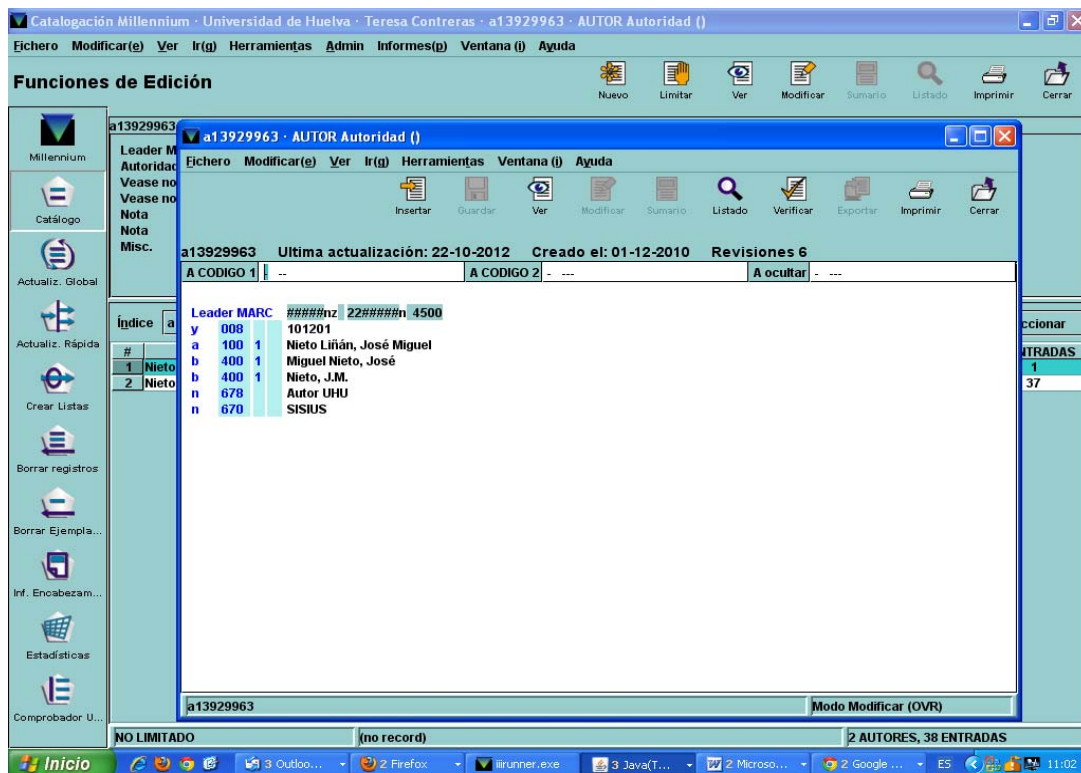 Catalogación Millennium · Universidad de Huelva · Teresa Contreras · a13929963 · AUTOR Autoridad ()
Fichero Modificar(e) Ver Ir(g) Herramientas Admin Informes(p) Ventana (i) Ayuda
Funciones de Edición
Nuevo Limitar Ver Modificar Sumario Listado Imprimir Cerrar
Millennium
Catálogo
Actualiz. Global
Actualiz. Rápida
Crear Listas
Borrar registros
Borrar Ejempla...
Inf. Encabezam...
Estadísticas
Comprobador U...
a13929963
Leader M
Autoridad
Vease no
Vease no
Nota
Nota
Misc.
Índice a
ccionar
# NTRADAS
1 Nieto 1
2 Nieto 37
a13929963 · AUTOR Autoridad ()
Fichero Modificar(e) Ver Ir(g) Herramientas Ventana (i) Ayuda
Insertar Guardar Ver Modificar Sumario Listado Verificar Exportar Imprimir Cerrar
a13929963 Ultima actualización: 22-10-2012 Creado el: 01-12-2010 Revisiones 6
A CODIGO 1 - -- A CODIGO 2 - --- A ocultar - ---
Leader MARC #####nz 22#####n 4500
y 008 101201
a 100 1 Nieto Liñán, José Miguel
b 400 1 Miguel Nieto, José
b 400 1 Nieto, J.M.
n 678 Autor UHU
n 670 SISIUS
a13929963 Modo Modificar (OVR)
NO LIMITADO (no record) 2 AUTORES, 38 ENTRADAS
Inicio 3 Outloo... 2 Firefox iiirunner.exe 3 Java(T... 2 Microso... 2 Google ... ES 11:02